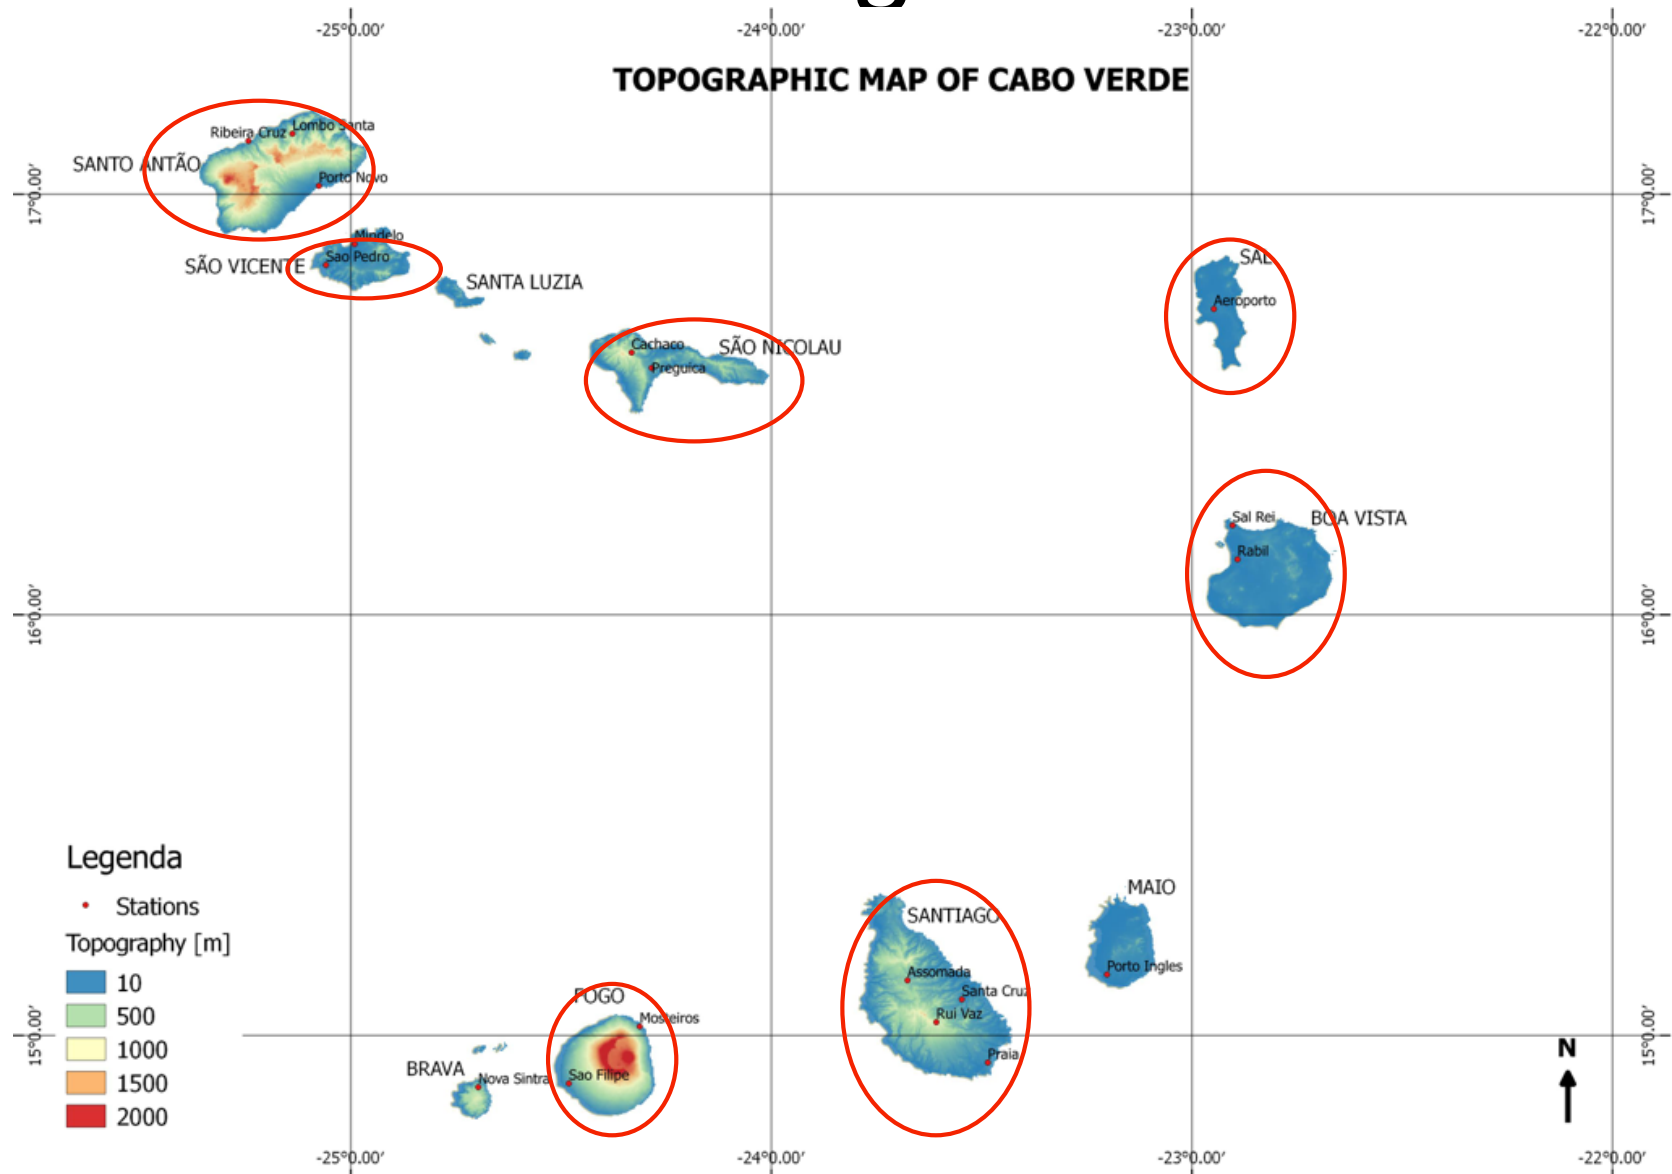 -25°0.00′
-24°0.00′
-23°0.00′
-22°0.00′
TOPOGRAPHIC MAP OF CABO VERDE
Ribeira Cruz
Lombo Santa
SANTO ANTÃO
Porto Novo
17°0.00′
17°0.00′
Mindelo
Sao Pedro
SÃO VICENTE
SANTA LUZIA
SAL
Aeroporto
Cachaco
SÃO NICOLAU
Preguica
Sal Rei
BOA VISTA
Rabil
16°0.00′
16°0.00′
Legenda
Stations
Topography [m]
10
500
1000
1500
2000
MAIO
SANTIAGO
Porto Ingles
Assomada
Santa Cruz
Rui Vaz
Praia
FOGO
Mosteiros
Sao Filipe
BRAVA
Nova Sintra
15°0.00′
15°0.00′
N
-25°0.00′
-24°0.00′
-23°0.00′
-22°0.00′